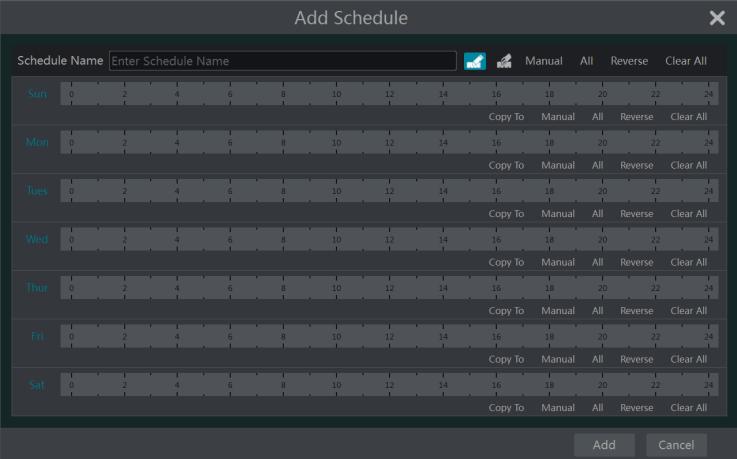 Add Schedule
Schedule Name Enter Schedule Name Manual All Reverse Clear All
Sun 0 2 4 6 8 10 12 14 16 18 20 22 24
Copy To Manual All Reverse Clear All
Mon 0 2 4 6 8 10 12 14 16 18 20 22 24
Copy To Manual All Reverse Clear All
Tues 0 2 4 6 8 10 12 14 16 18 20 22 24
Copy To Manual All Reverse Clear All
Wed 0 2 4 6 8 10 12 14 16 18 20 22 24
Copy To Manual All Reverse Clear All
Thur 0 2 4 6 8 10 12 14 16 18 20 22 24
Copy To Manual All Reverse Clear All
Fri 0 2 4 6 8 10 12 14 16 18 20 22 24
Copy To Manual All Reverse Clear All
Sat 0 2 4 6 8 10 12 14 16 18 20 22 24
Copy To Manual All Reverse Clear All
Add Cancel